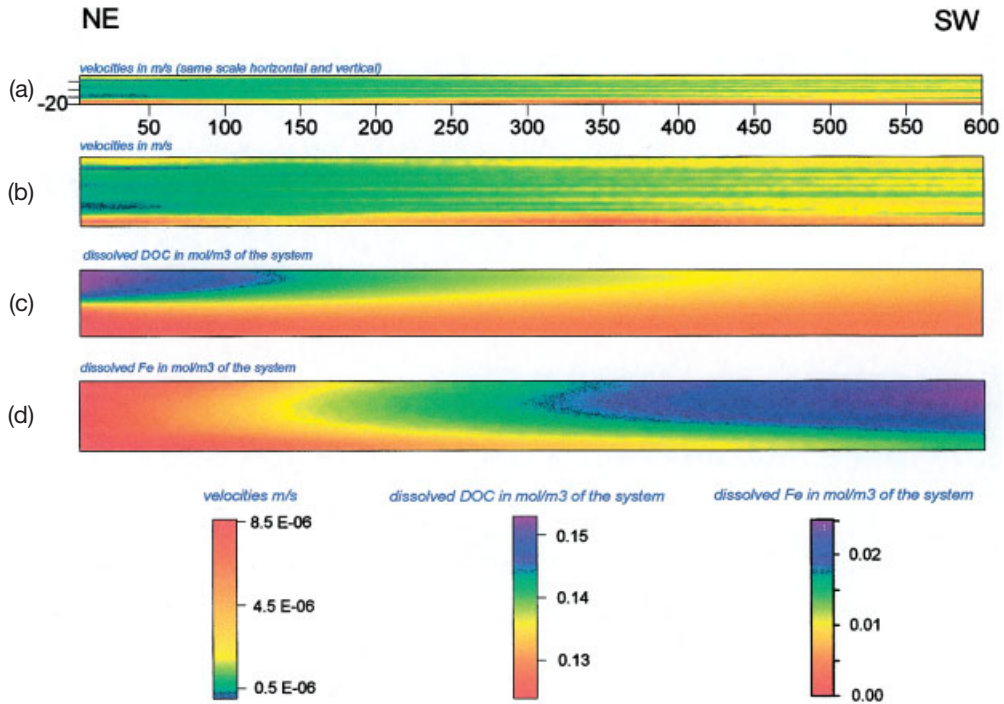 NE SW
velocities in m/s (same scale horizontal and vertical)
(a)
-20
50 100 150 200 250 300 350 400 450 500 550 600
velocities in m/s
(b)
dissolved DOC in mol/m3 of the system
(c)
dissolved Fe in mol/m3 of the system
(d)
velocities m/s
8.5 E-06
4.5 E-06
0.5 E-06
dissolved DOC in mol/m3 of the system
0.15
0.14
0.13
dissolved Fe in mol/m3 of the system
0.02
0.01
0.00